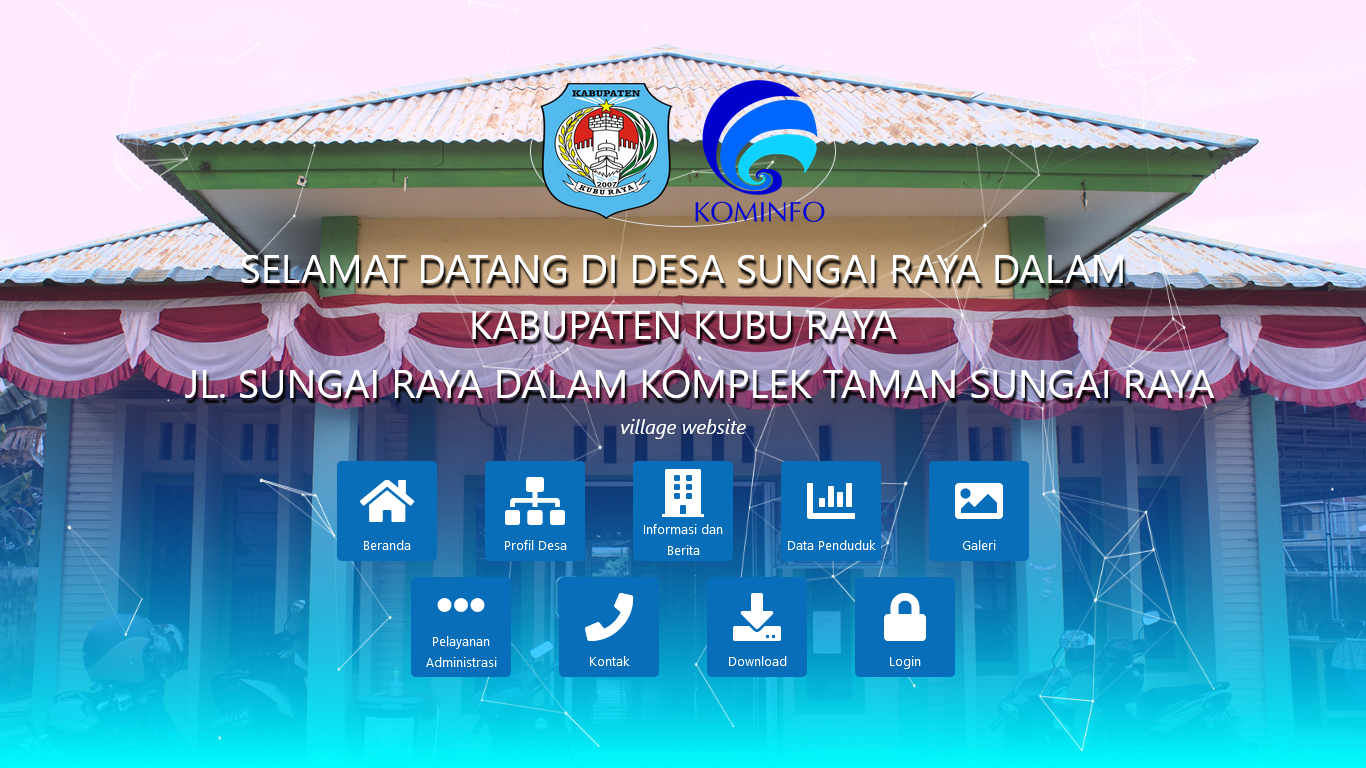 KABUPATEN
2007
KUBU RAYA
KOMINFO
SELAMAT DATANG DI DESA SUNGAI RAYA DALAM
KABUPATEN KUBU RAYA
JL. SUNGAI RAYA DALAM KOMPLEK TAMAN SUNGAI RAYA
village website
Beranda
Profil Desa
Informasi dan
Berita
Data Penduduk
Galeri
Pelayanan
Administrasi
Kontak
Download
Login